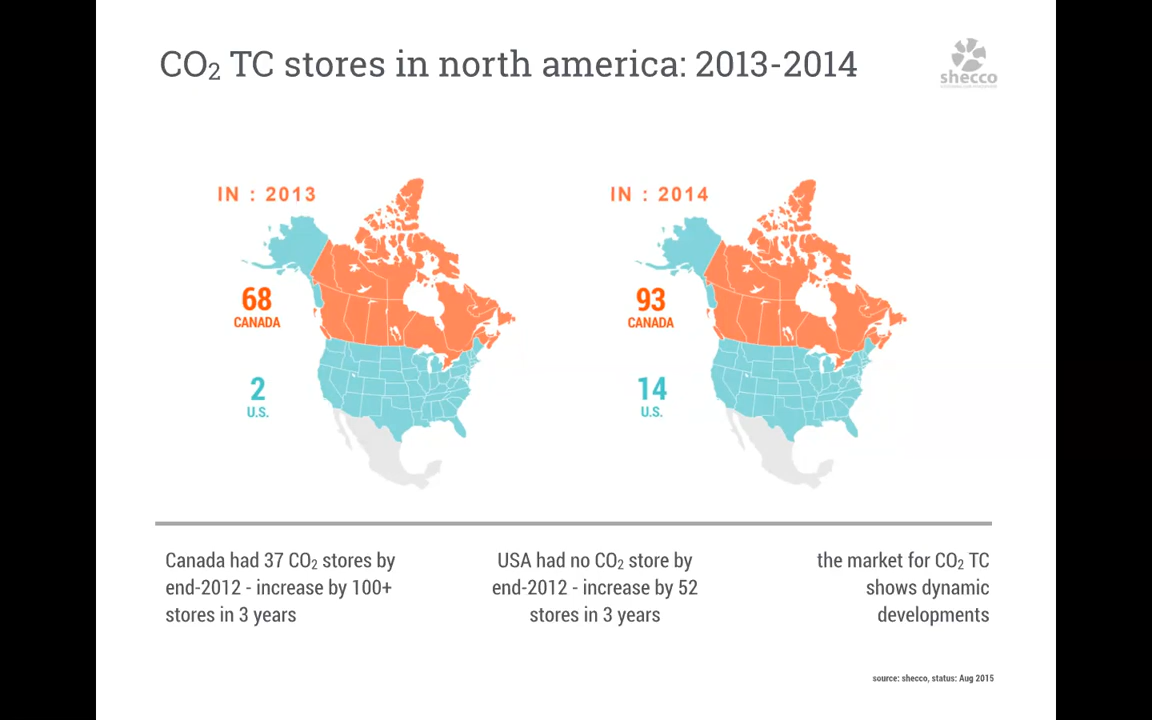 CO₂ TC stores in north america: 2013-2014
shecco
IN : 2013
68
CANADA
2
U.S.
IN : 2014
93
CANADA
14
U.S.
Canada had 37 CO₂ stores by
end-2012 - increase by 100+
stores in 3 years
USA had no CO₂ store by
end-2012 - increase by 52
stores in 3 years
the market for CO₂ TC
shows dynamic
developments
source: shecco, status: Aug 2015